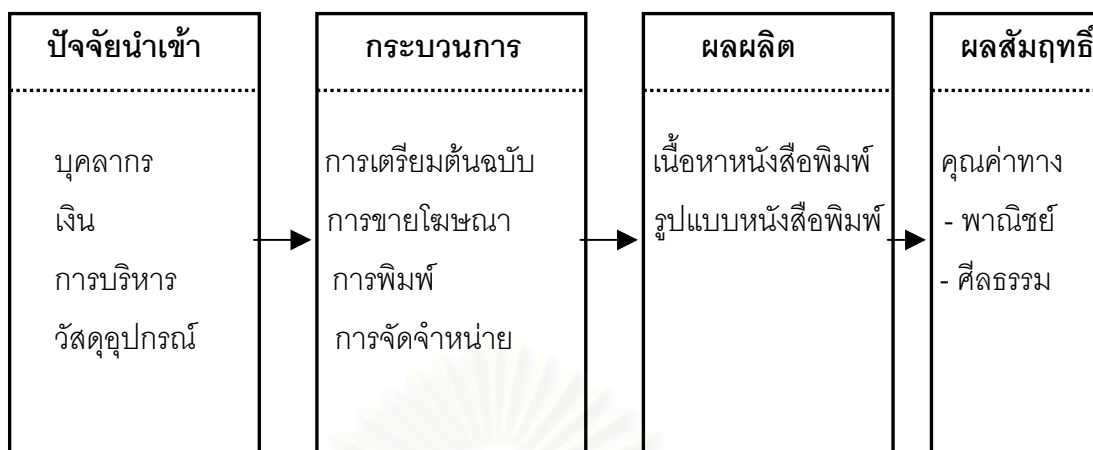 ปัจจัยนำเข้า
บุคลากร
เงิน
การบริหาร
วัสดุอุปกรณ์
กระบวนการ
การเตรียมต้นฉบับ
การขายโฆษณา
การพิมพ์
การจัดจำหน่าย
ผลผลิต
เนื้อหาหนังสือพิมพ์
รูปแบบหนังสือพิมพ์
ผลสัมฤทธิ์
คุณค่าทาง
- พาณิชย์
- ศีลธรรม